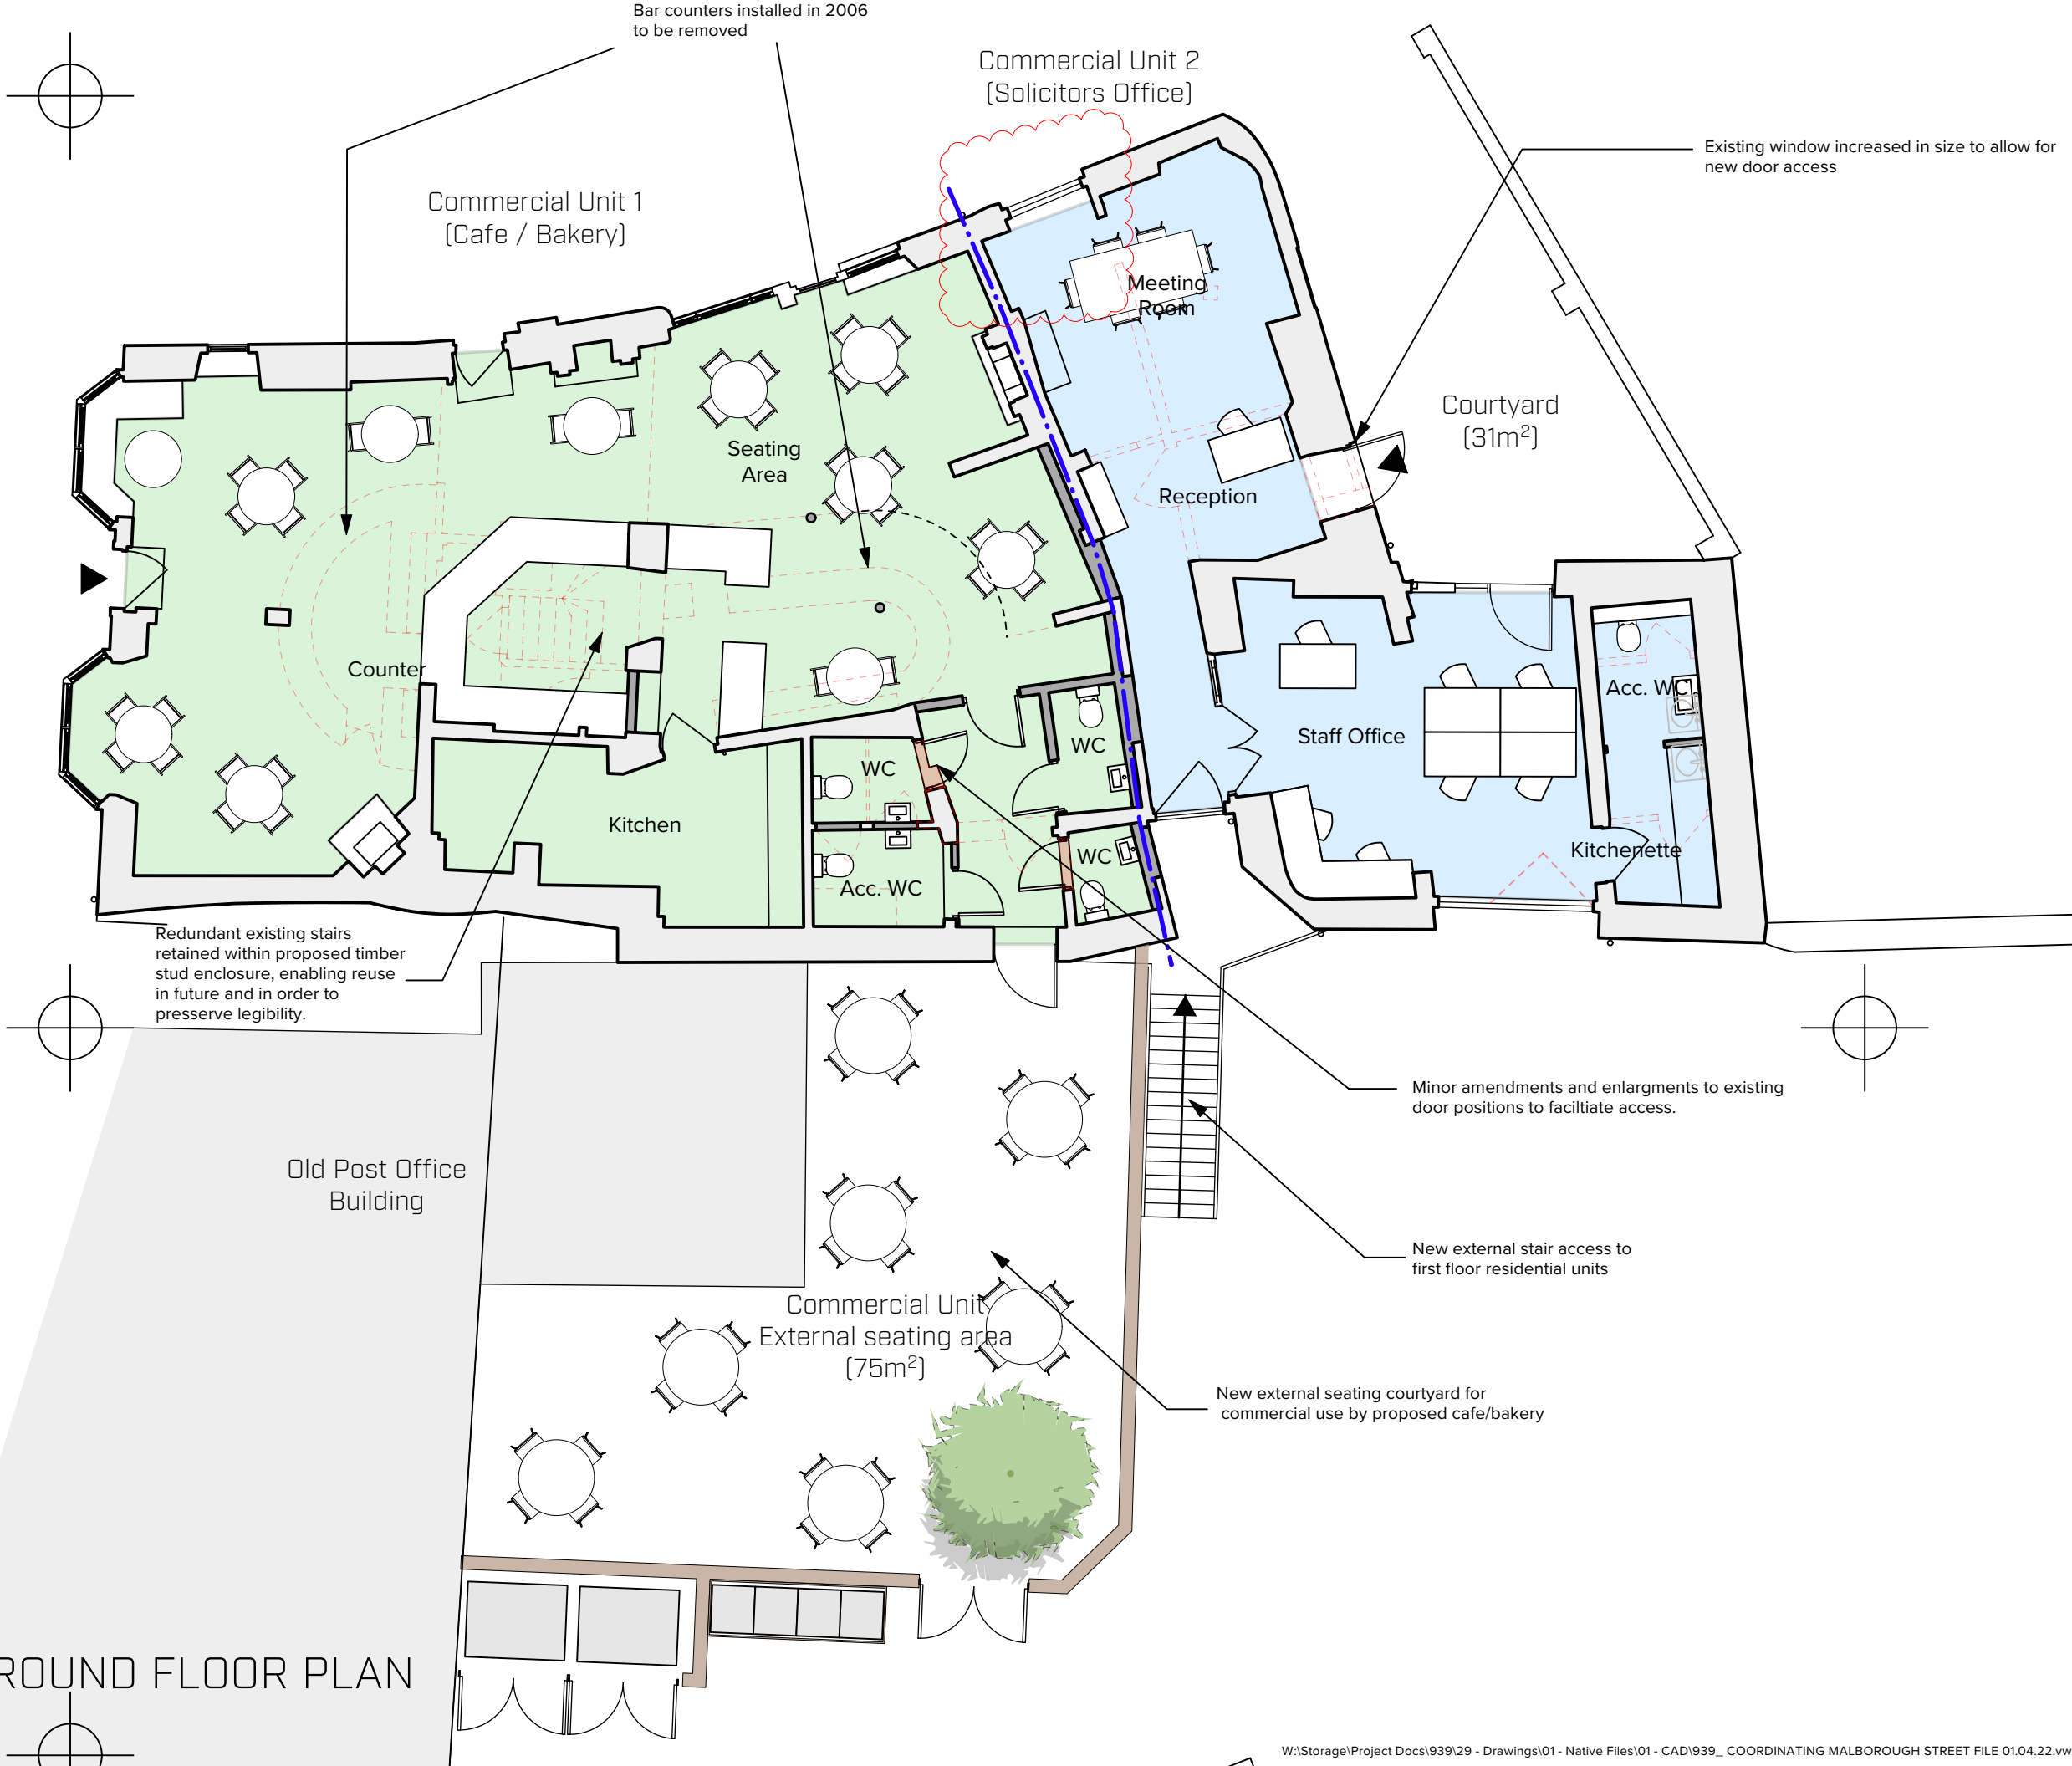 Bar counters installed in 2006
to be removed
Commercial Unit 2
(Solicitors Office)
Existing window increased in size to allow for
new door access
Commercial Unit 1
(Cafe / Bakery)
Meeting
Room
Courtyard
(31m²)
Seating
Area
Reception
Counter
Acc. WC
Staff Office
WC
WC
Kitchen
WC
Kitchenette
Acc. WC
Redundant existing stairs
retained within proposed timber
stud enclosure, enabling reuse
in future and in order to
presserve legibility.
Minor amendments and enlargments to existing
door positions to faciltiate access.
Old Post Office
Building
New external stair access to
first floor residential units
Commercial Unit
External seating area
(75m²)
New external seating courtyard for
commercial use by proposed cafe/bakery
ROUND FLOOR PLAN
W:\Storage\Project Docs\939\29 - Drawings\01 - Native Files\01 - CAD\939_ COORDINATING MALBOROUGH STREET FILE 01.04.22.vw